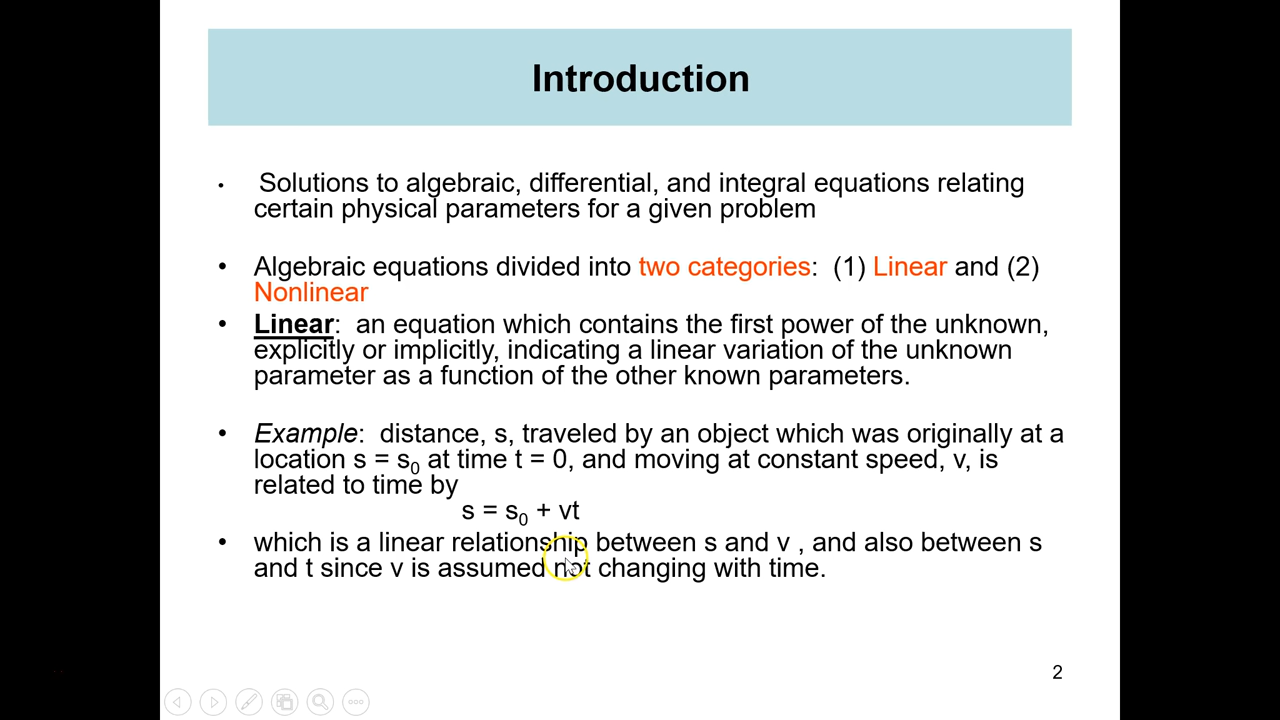 Introduction
• Solutions to algebraic, differential, and integral equations relating
certain physical parameters for a given problem
• Algebraic equations divided into two categories: (1) Linear and (2)
Nonlinear
• Linear: an equation which contains the first power of the unknown,
explicitly or implicitly, indicating a linear variation of the unknown
parameter as a function of the other known parameters.
• Example: distance, s, traveled by an object which was originally at a
location s = s₀ at time t = 0, and moving at constant speed, v, is
related to time by
s = s₀ + vt
• which is a linear relationship between s and v , and also between s
and t since v is assumed not changing with time.
2